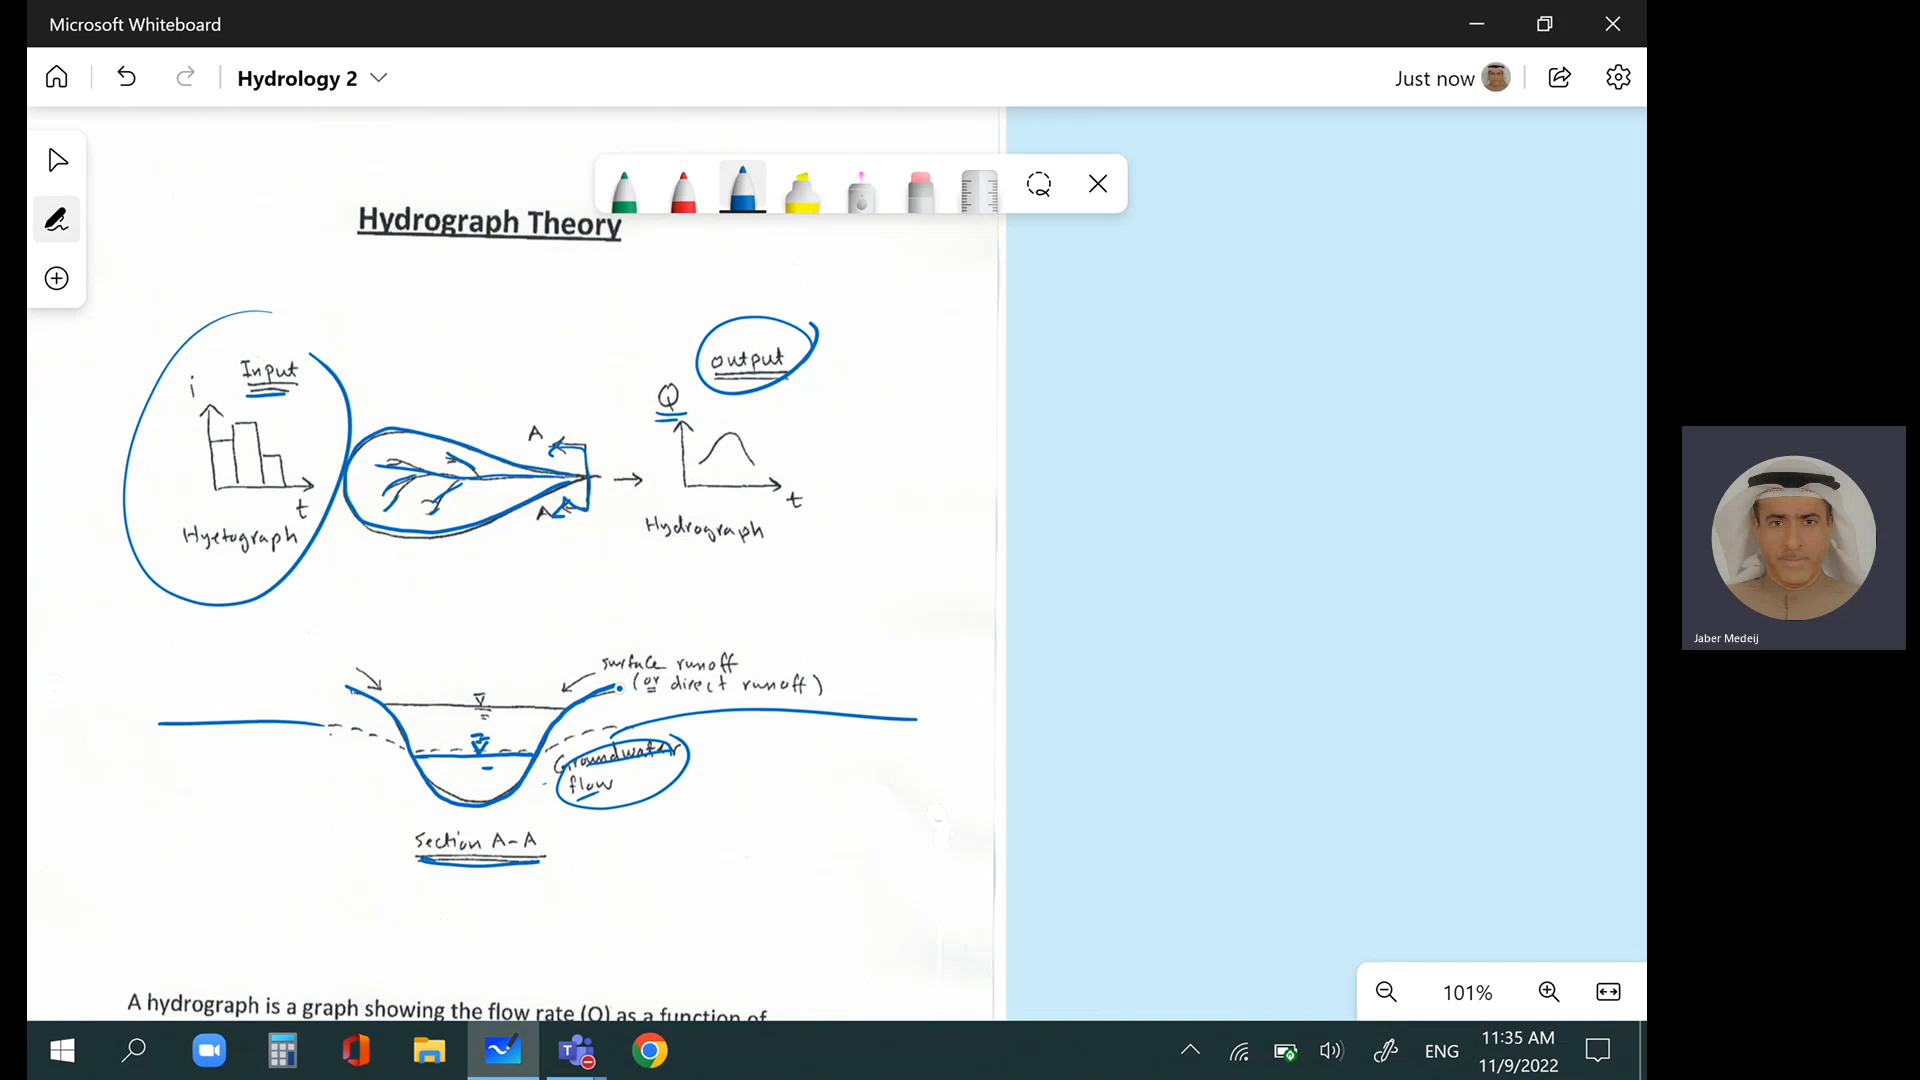 Microsoft Whiteboard
Hydrology 2
Just now
Hydrograph Theory
Input
output
i
Q
A
A
t
t
Hyetograph
Hydrograph
surface runoff
(or direct runoff)
Groundwater
flow
Section A-A
Jaber Medeij
A hydrograph is a graph showing the flow rate (Q) as a function of
101%
ENG
11:35 AM
11/9/2022